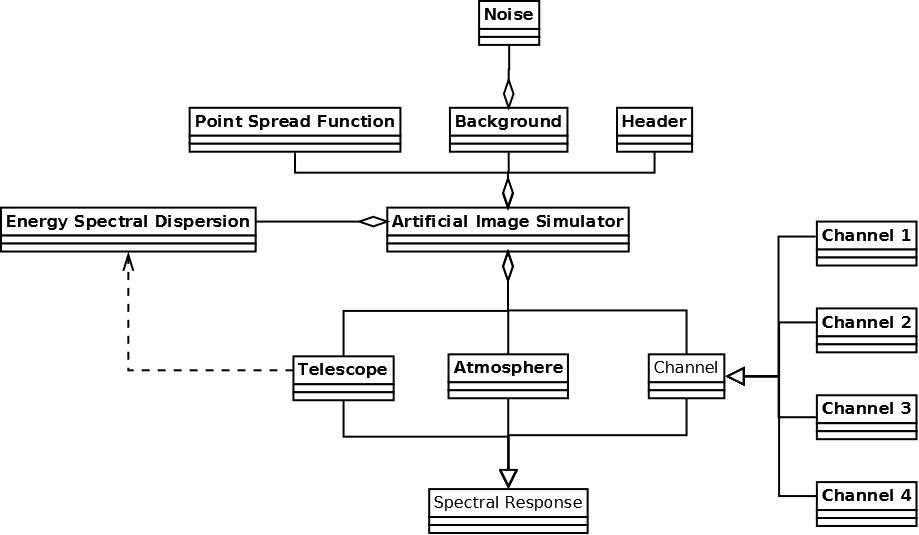 Noise
Point Spread Function
Background
Header
Energy Spectral Dispersion
Artificial Image Simulator
Channel 1
Channel 2
Telescope
Atmosphere
Channel
Channel 3
Spectral Response
Channel 4